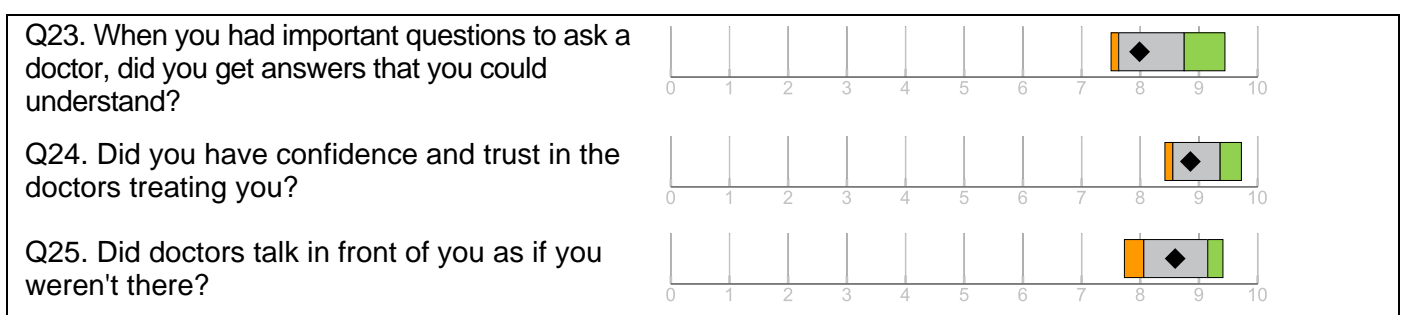 Q23. When you had important questions to ask a
doctor, did you get answers that you could
understand?
0 1 2 3 4 5 6 7 8 9 10
Q24. Did you have confidence and trust in the
doctors treating you?
0 1 2 3 4 5 6 7 8 9 10
Q25. Did doctors talk in front of you as if you
weren't there?
0 1 2 3 4 5 6 7 8 9 10